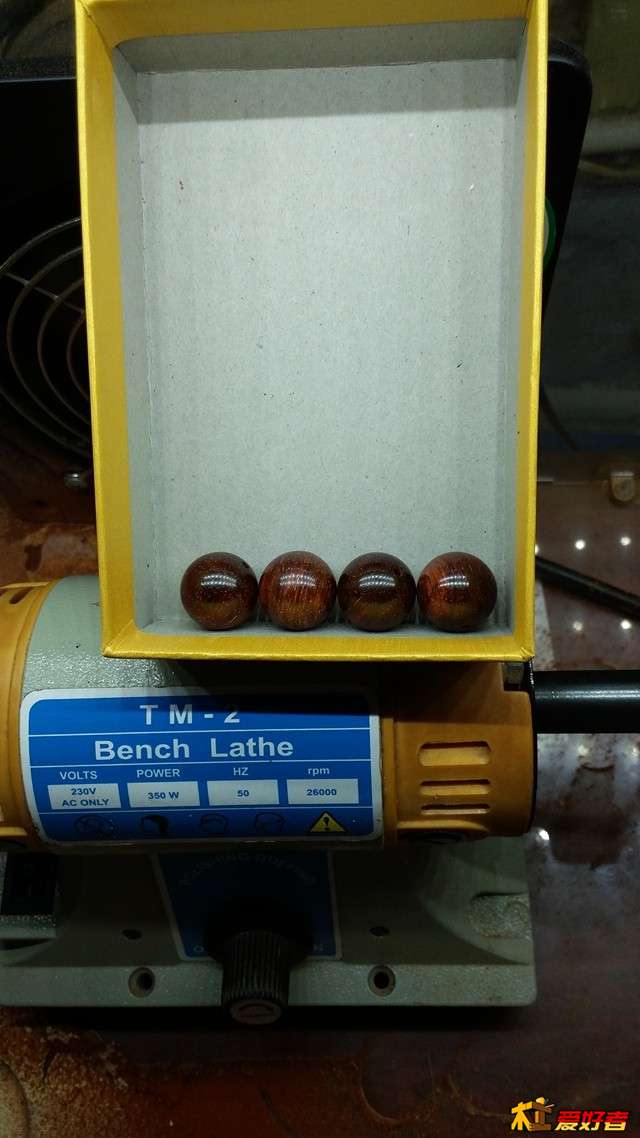 TM-2
Bench Lathe
VOLTS POWER HZ rpm
230V
AC ONLY 350 W 50 26000
爱好者